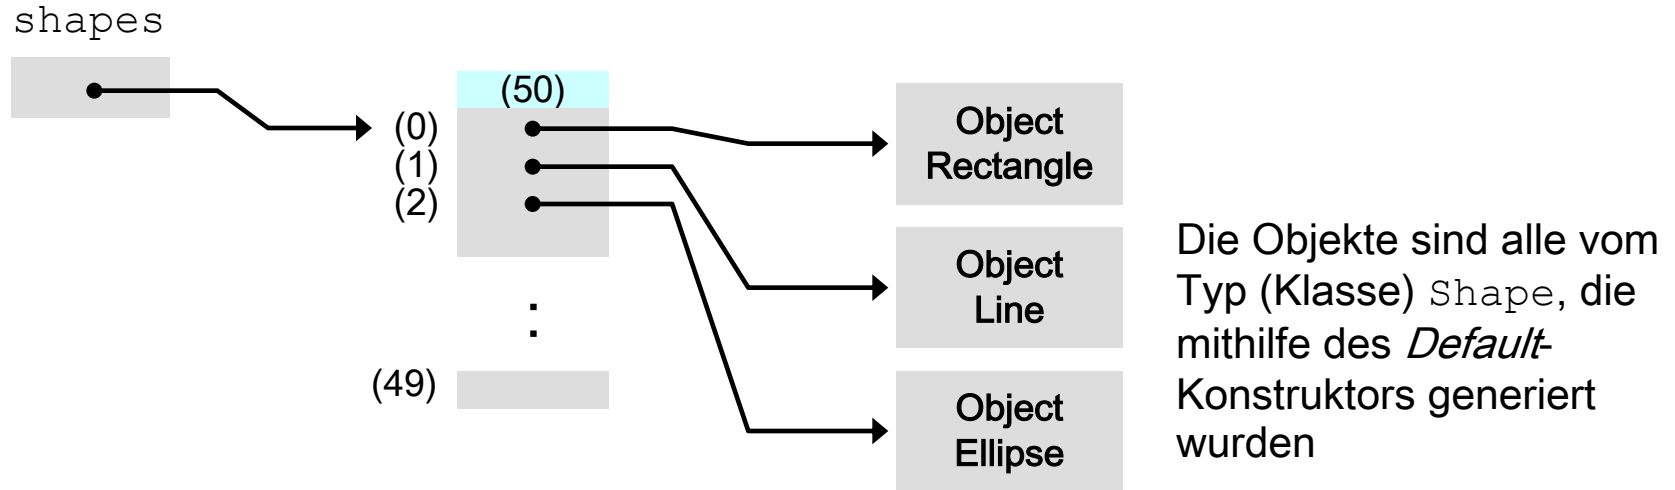 shapes
(50)
(0)
(1)
(2)
:
(49)
Object
Rectangle
Object
Line
Object
Ellipse
Die Objekte sind alle vom
Typ (Klasse) Shape, die
mithilfe des Default-
Konstruktors generiert
wurden